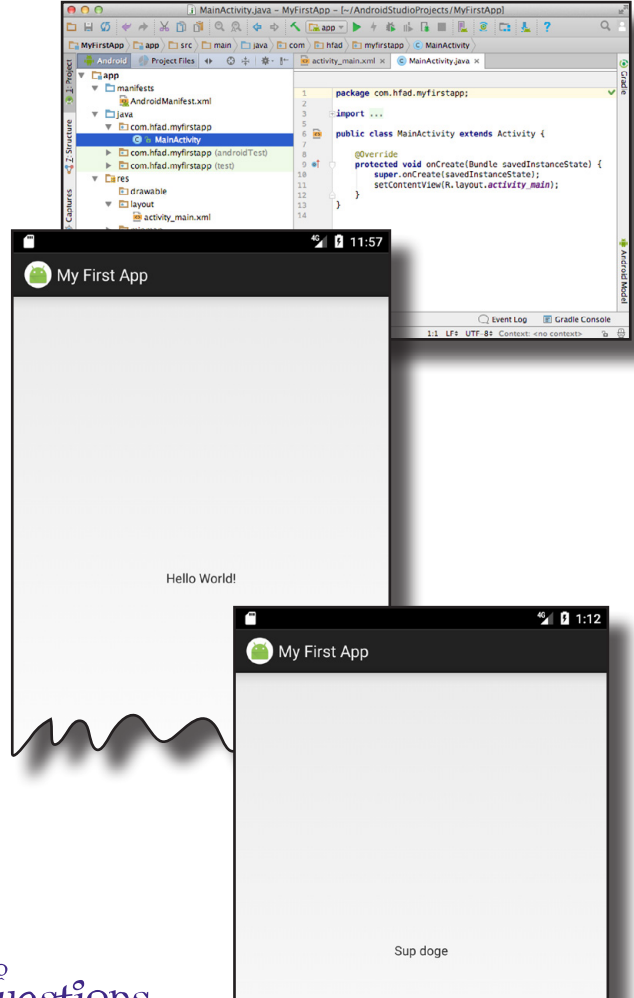 MainActivity.java – MyFirstApp – [~/AndroidStudioProjects/MyFirstApp]
app
MyFirstApp app src main java com hfad myfirstapp MainActivity
1: Project
Z: Structure
Captures
Android Project Files
app
manifests
AndroidManifest.xml
java
com.hfad.myfirstapp
MainActivity
com.hfad.myfirstapp (androidTest)
com.hfad.myfirstapp (test)
res
drawable
layout
activity_main.xml
activity_main.xml MainActivity.java
1 package com.hfad.myfirstapp;
2
3 import ...
5
6 public class MainActivity extends Activity {
7
8 @Override
9 protected void onCreate(Bundle savedInstanceState) {
10 super.onCreate(savedInstanceState);
11 setContentView(R.layout.activity_main);
12 }
13 }
14
Gradle
Android Model
Event Log Gradle Console
1:1 LF UTF-8 Context: <no context>
4G 11:57
My First App
Hello World!
4G 1:12
My First App
Sup doge